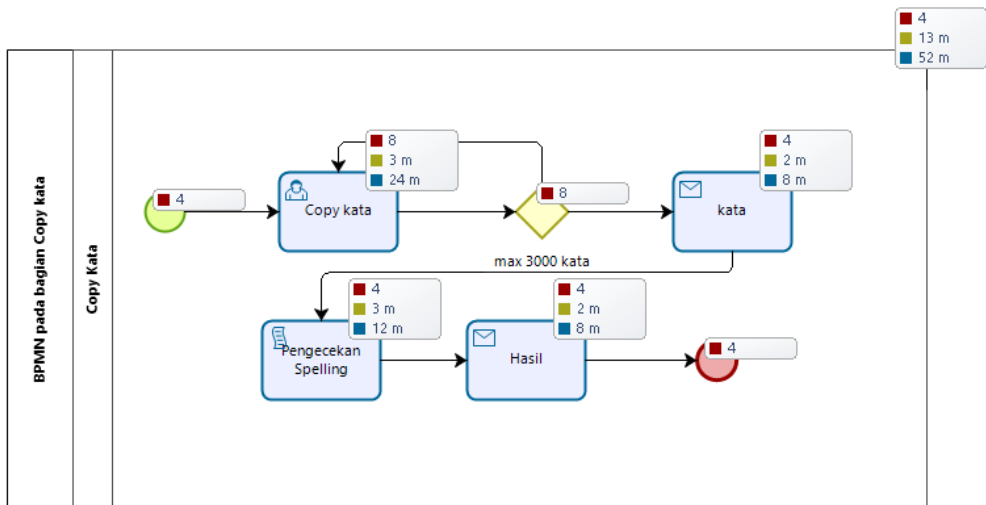 4
13 m
52 m
BPMN pada bagian Copy kata
Copy Kata
4
8
3 m
24 m
Copy kata
8
4
2 m
8 m
kata
max 3000 kata
4
3 m
12 m
Pengecekan
Spelling
4
2 m
8 m
Hasil
4